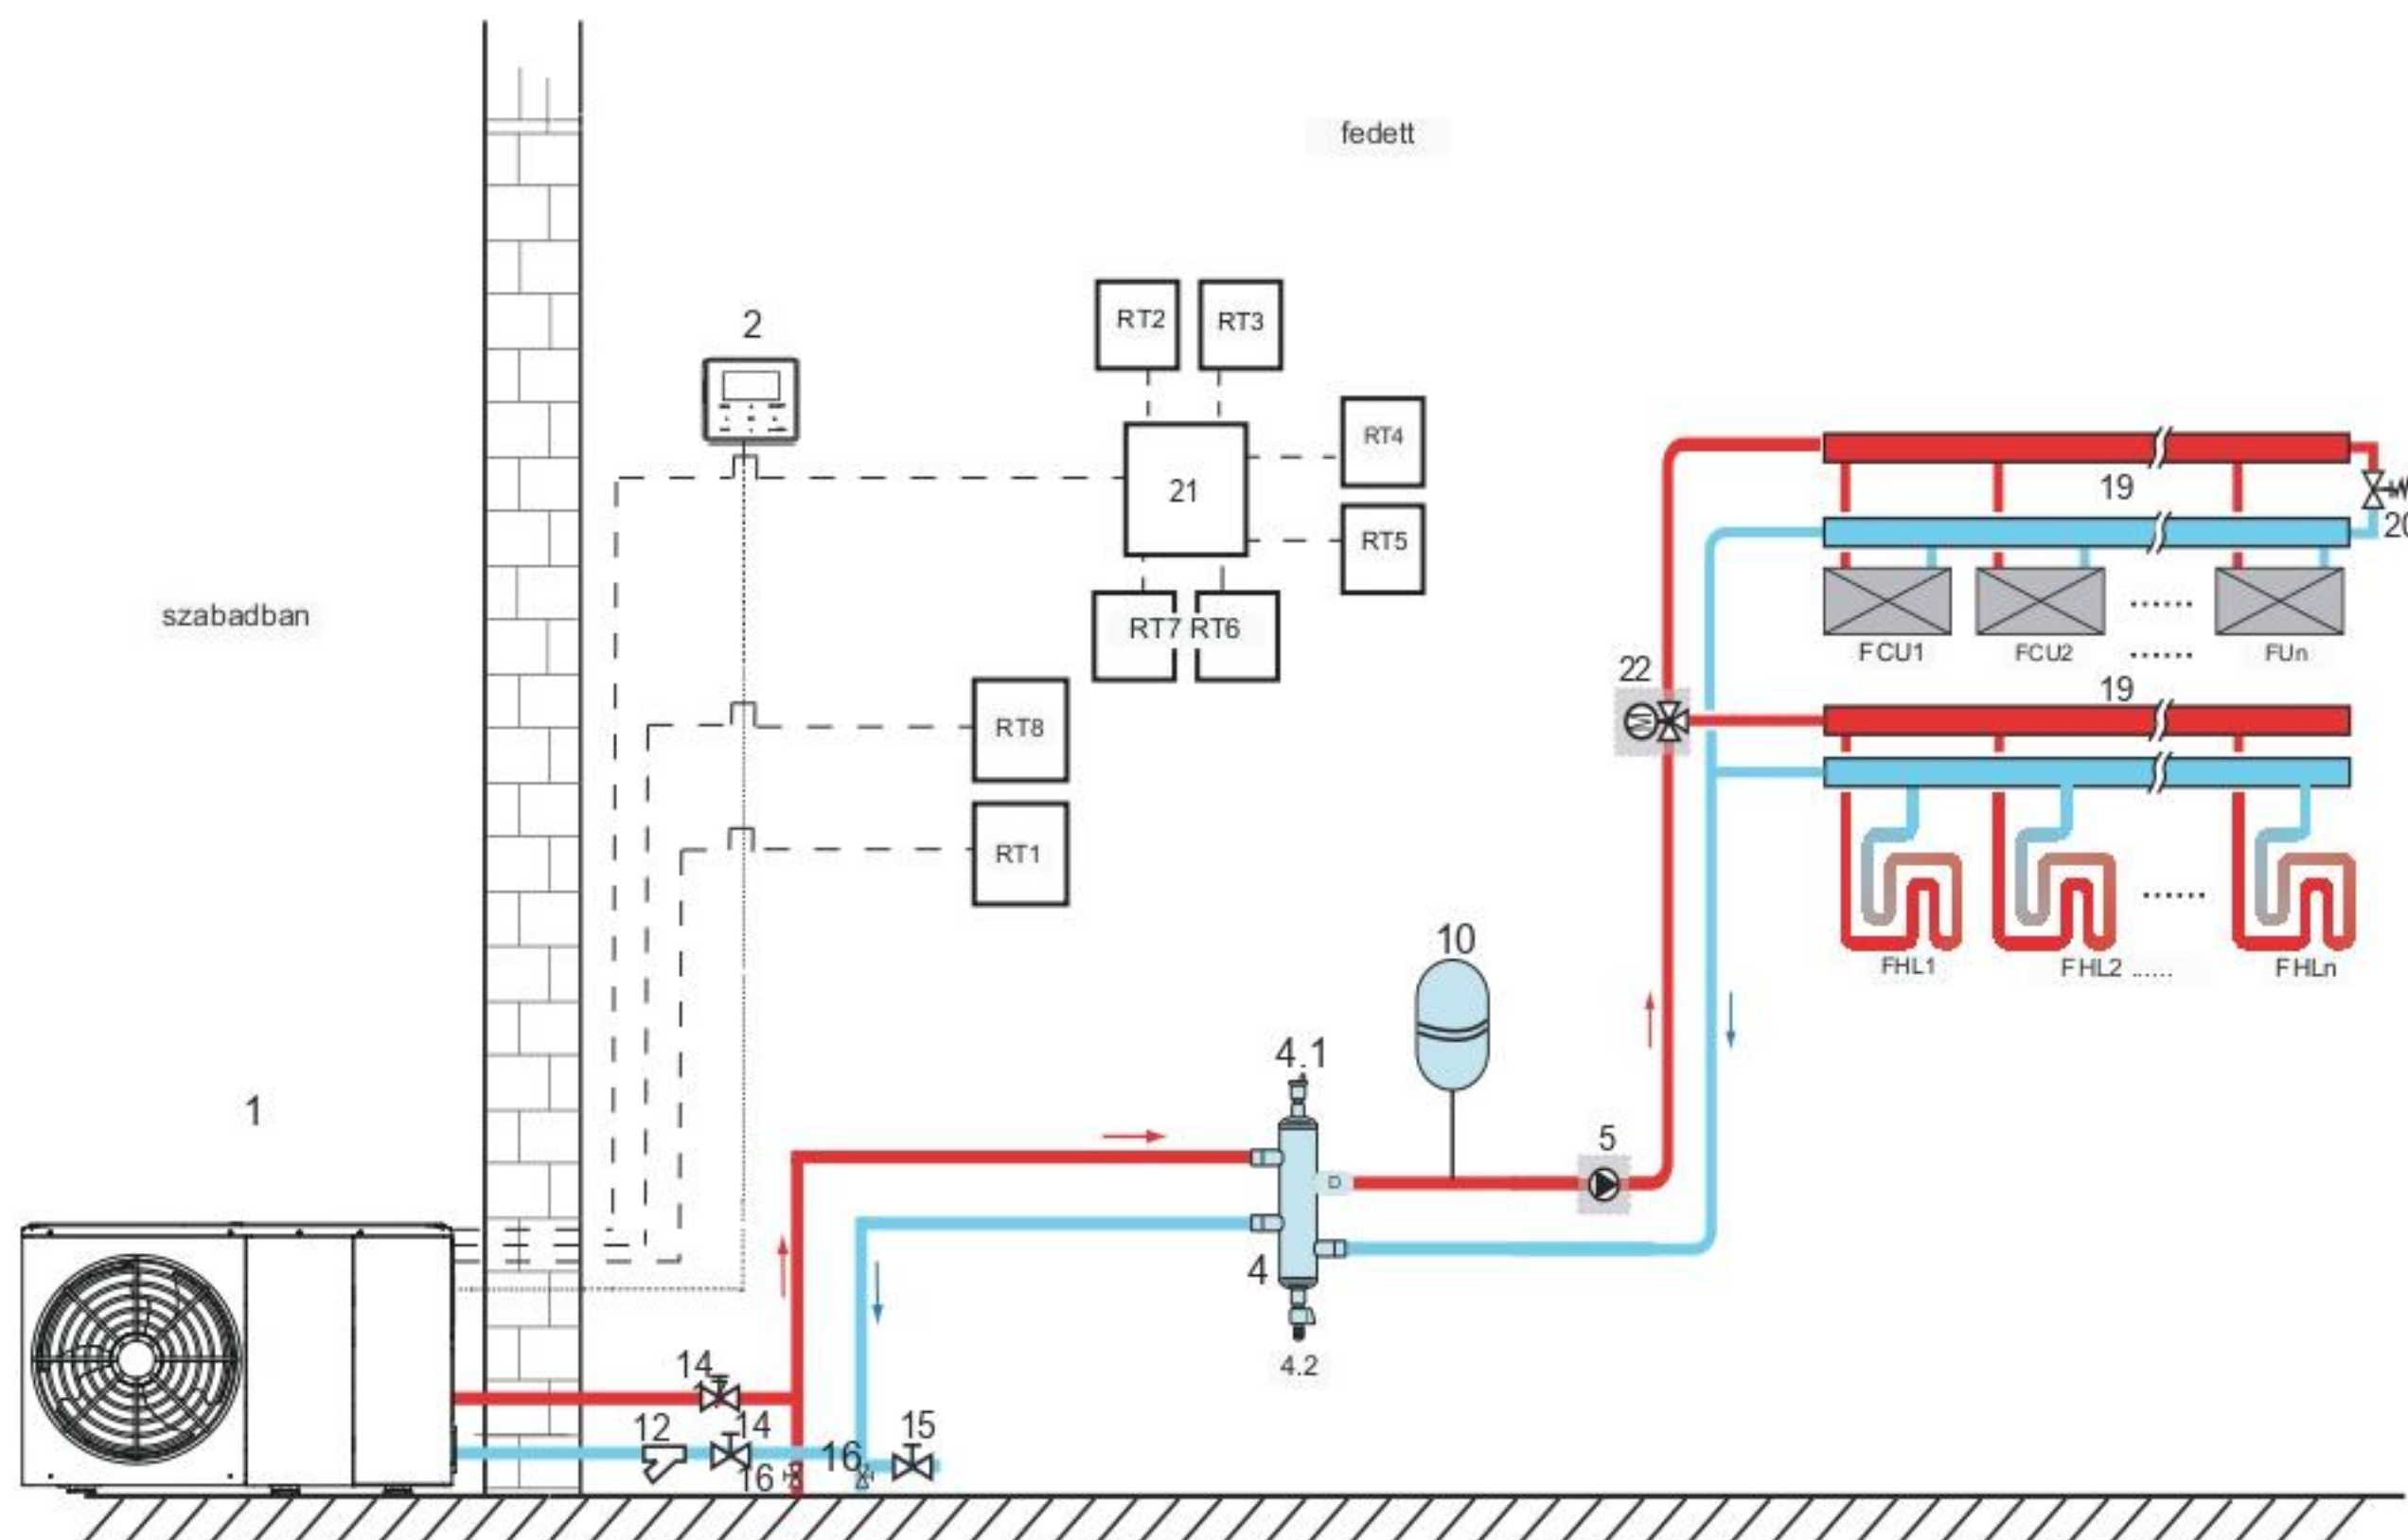 fedett
2
RT2 RT3
RT4
21
19
20
RT5
szabadban
RT7 RT6
FCU1 FCU2 ...... FUn
......
22
19
RT8
RT1
......
10
FHL1 FHL2 ...... FHLn
4.1
1
5
D
4
4.2
14
12 14 15
16
16